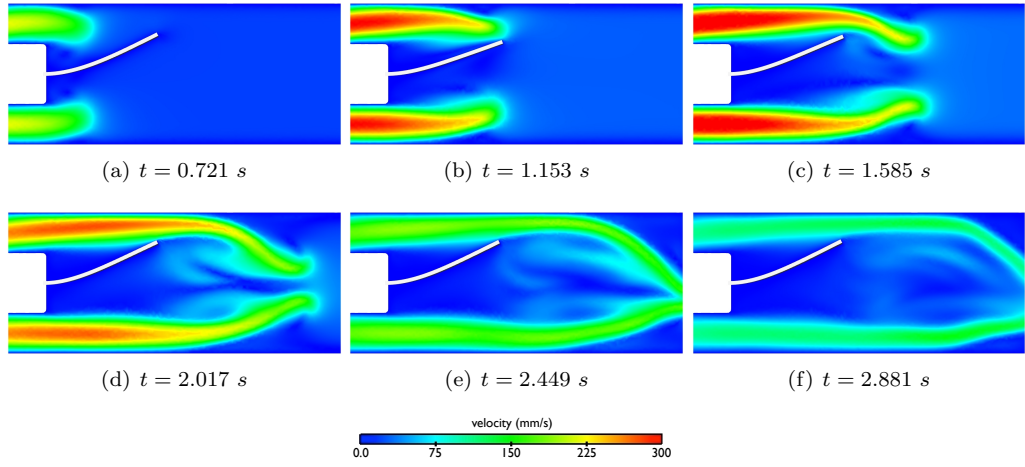 (a) t = 0.721 s
(b) t = 1.153 s
(c) t = 1.585 s
(d) t = 2.017 s
(e) t = 2.449 s
(f) t = 2.881 s
velocity (mm/s)
0.0 75 150 225 300